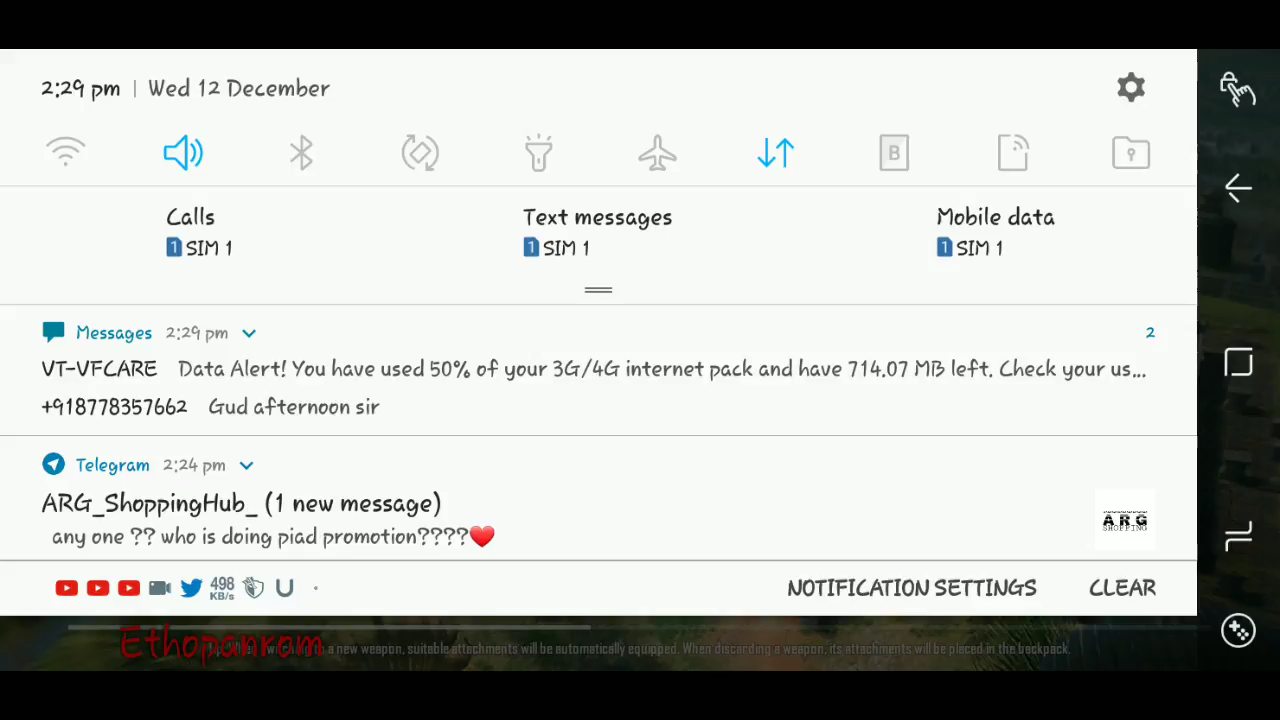 2:29 pm | Wed 12 December
B
Calls
Text messages
Mobile data
1 SIM 1
1 SIM 1
1 SIM 1
Messages 2:29 pm
2
VT-VFCARE Data Alert! You have used 50% of your 3G/4G internet pack and have 714.07 MB left. Check your us...
+918778357662 Gud afternoon sir
Telegram 2:24 pm
ARG_ShoppingHub_ (1 new message)
any one ?? who is doing piad promotion????❤️
ARG
SHOPPING
498
KB/s
U
NOTIFICATION SETTINGS
CLEAR
Ethopanrom
a new weapon, suitable attachments will be automatically equipped. When discarding a weapon, its attachments will be placed in the backpack.